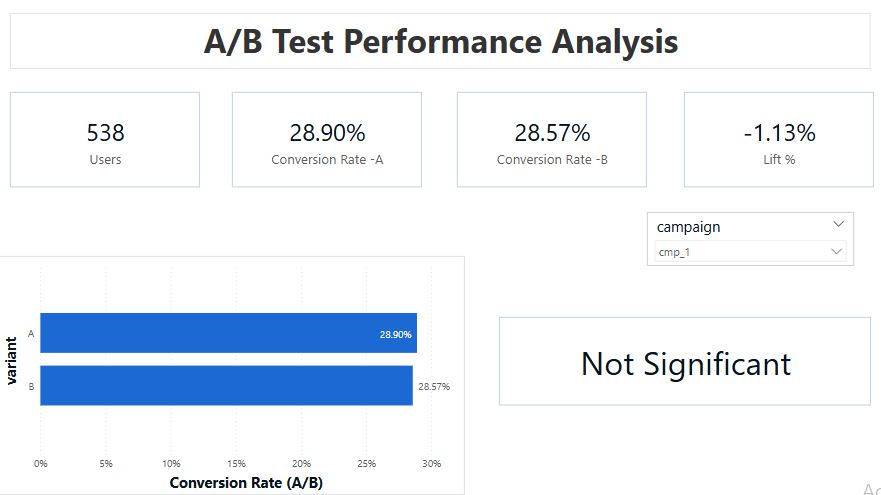 A/B Test Performance Analysis
538
Users
28.90%
Conversion Rate -A
28.57%
Conversion Rate -B
-1.13%
Lift %
campaign
cmp_1
variant
A
28.90%
B
28.57%
0%
5%
10%
15%
20%
25%
30%
Conversion Rate (A/B)
Not Significant